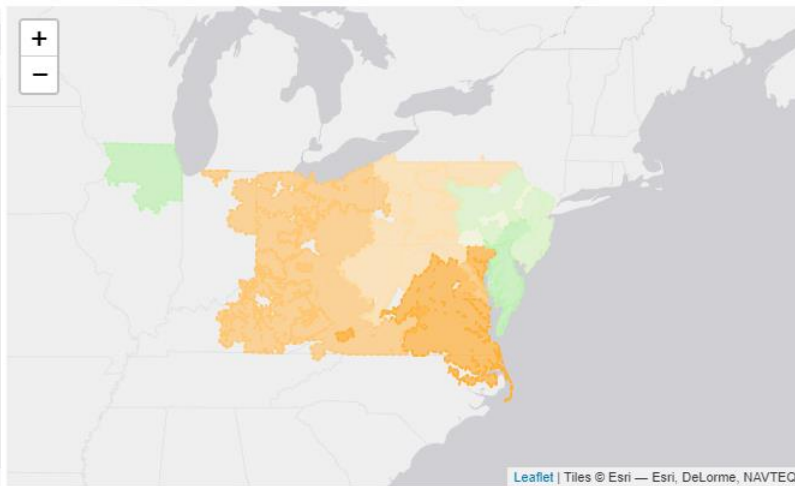 +
−
Leaflet | Tiles © Esri — Esri, DeLorme, NAVTEQ